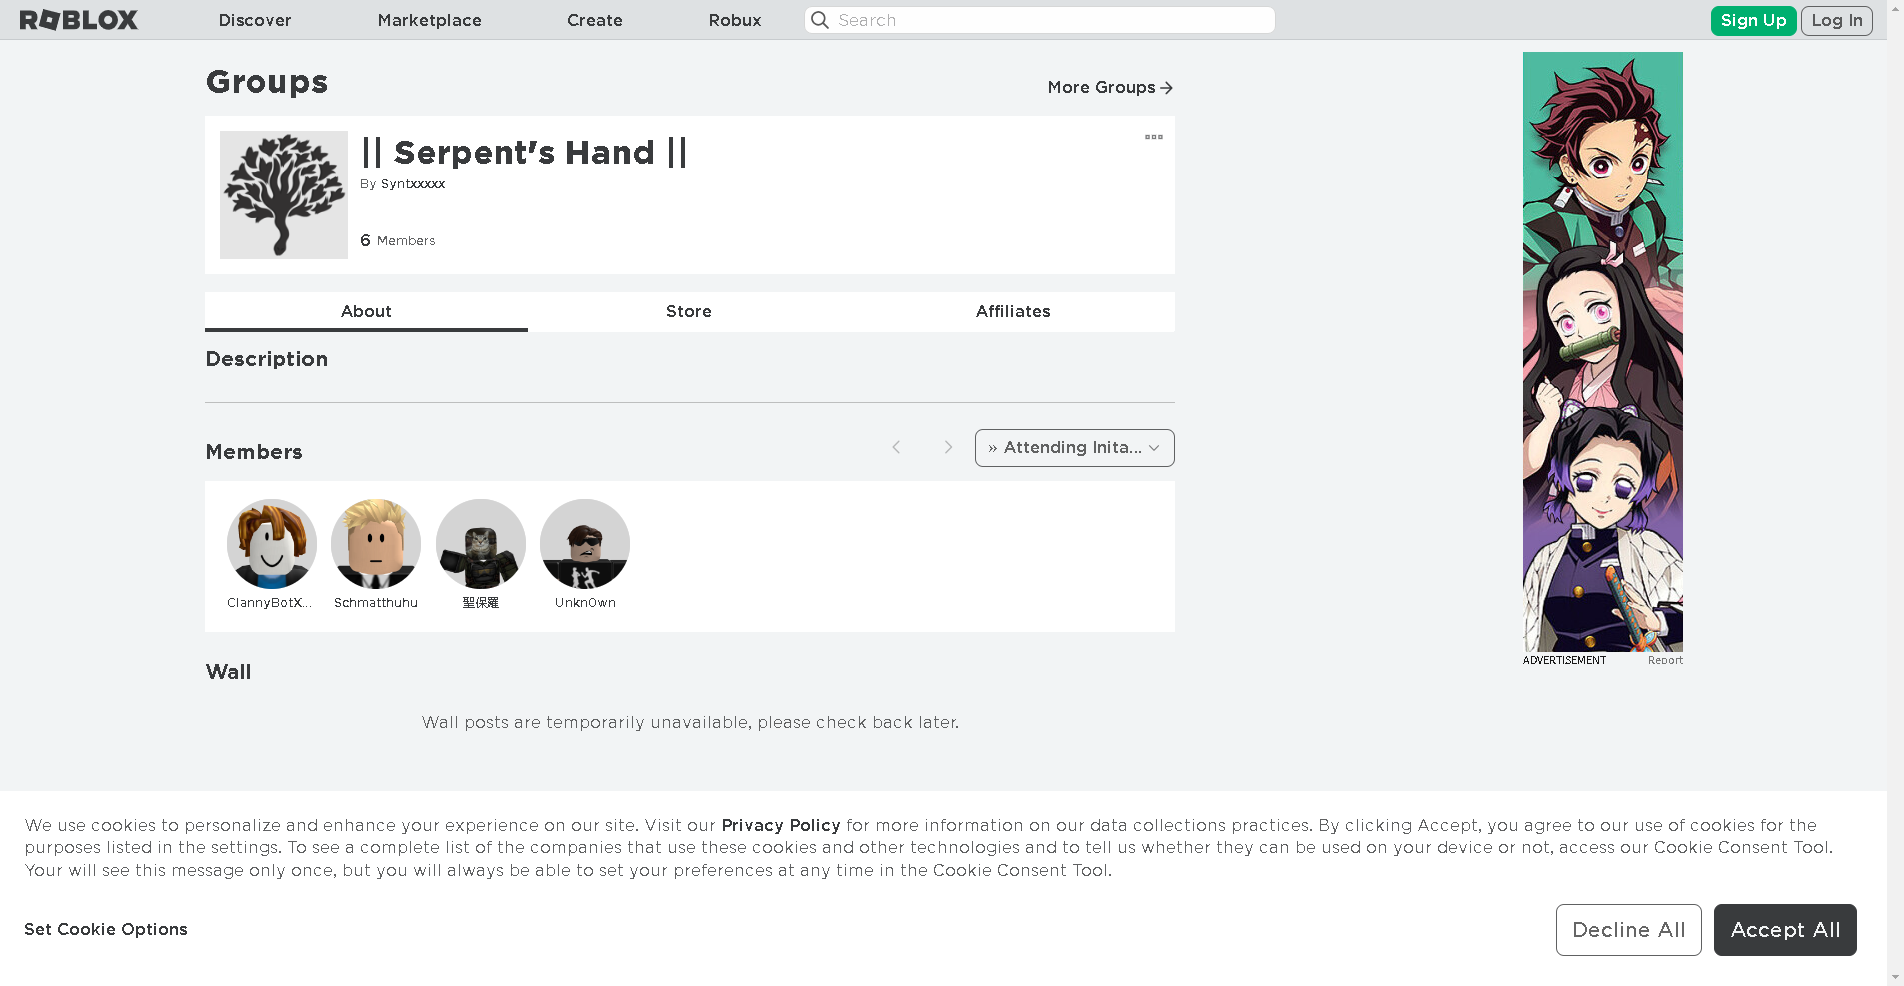 ROBLOX
Discover
Marketplace
Create
Robux
Search
Sign Up
Log In
Groups
More Groups
|| Serpent's Hand ||
By Syntxxxxx
6 Members
About
Store
Affiliates
Description
Members
» Attending Inita...
ClannyBotX...
Schmatthuhu
聖保羅
Unkn0wn
Wall
Wall posts are temporarily unavailable, please check back later.
ADVERTISEMENT
Report
We use cookies to personalize and enhance your experience on our site. Visit our Privacy Policy for more information on our data collections practices. By clicking Accept, you agree to our use of cookies for the
purposes listed in the settings. To see a complete list of the companies that use these cookies and other technologies and to tell us whether they can be used on your device or not, access our Cookie Consent Tool.
Your will see this message only once, but you will always be able to set your preferences at any time in the Cookie Consent Tool.
Set Cookie Options
Decline All
Accept All